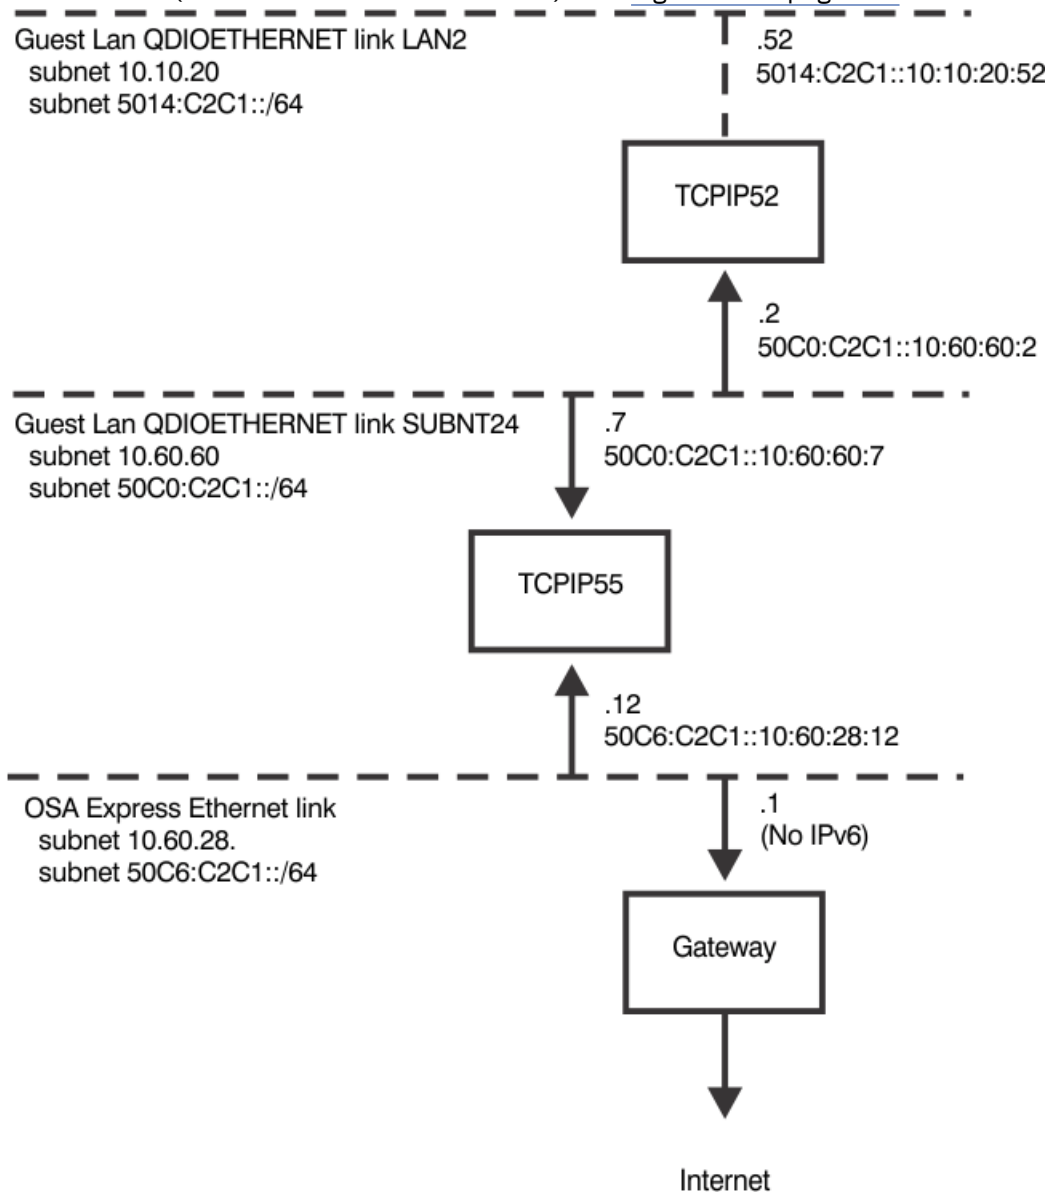 Guest Lan QDIOETHERNET link LAN2
subnet 10.10.20
subnet 5014:C2C1::/64
.52
5014:C2C1::10:10:20:52
TCPIP52
.2
50C0:C2C1::10:60:60:2
Guest Lan QDIOETHERNET link SUBNT24
subnet 10.60.60
subnet 50C0:C2C1::/64
.7
50C0:C2C1::10:60:60:7
TCPIP55
.12
50C6:C2C1::10:60:28:12
OSA Express Ethernet link
subnet 10.60.28.
subnet 50C6:C2C1::/64
.1
(No IPv6)
Gateway
Internet